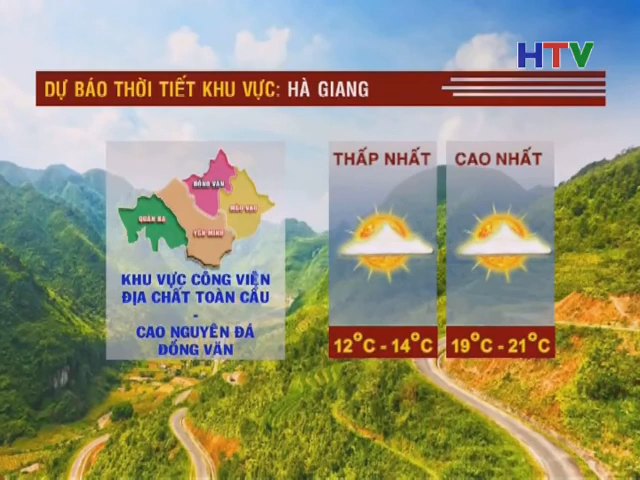 HTV
DỰ BÁO THỜI TIẾT KHU VỰC: HÀ GIANG
THẤP NHẤT
CAO NHẤT
ĐỒNG VĂN
MÈO VẠC
QUẢN BẠ
YÊN MINH
KHU VỰC CÔNG VIÊN
ĐỊA CHẤT TOÀN CẦU
-
CAO NGUYÊN ĐÁ
ĐỒNG VĂN
12°C - 14°C
19°C - 21°C